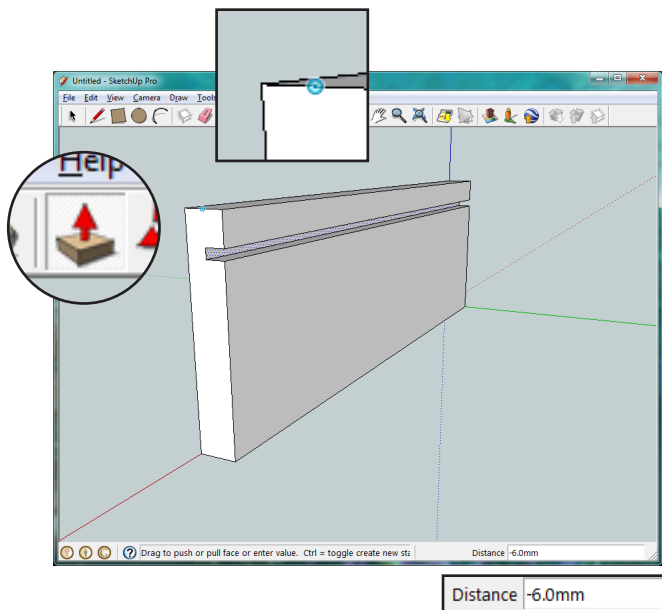 Untitled - SketchUp Pro
File Edit View Camera Draw Tools
Help
Drag to push or pull face or enter value. Ctrl = toggle create new sta
Distance -6.0mm
Distance -6.0mm